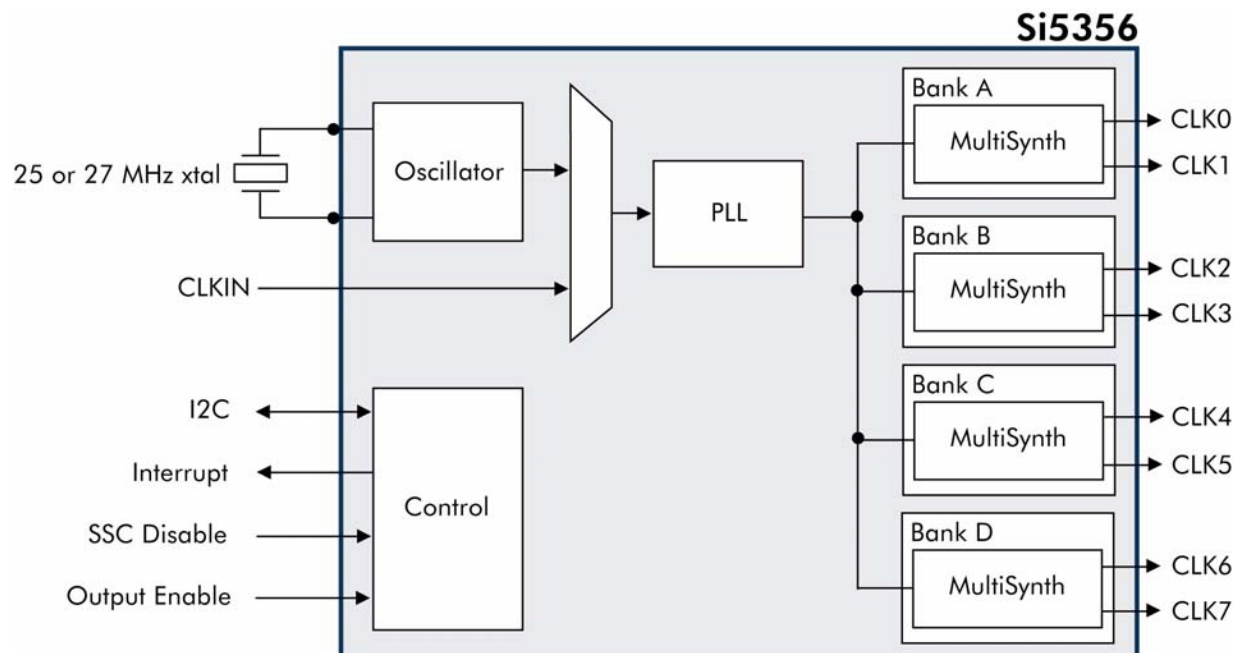 Si5356
25 or 27 MHz xtal
Oscillator
CLKIN
PLL
Bank A
MultiSynth
CLK0
CLK1
Bank B
MultiSynth
CLK2
CLK3
Bank C
MultiSynth
CLK4
CLK5
Bank D
MultiSynth
CLK6
CLK7
I2C
Interrupt
SSC Disable
Output Enable
Control